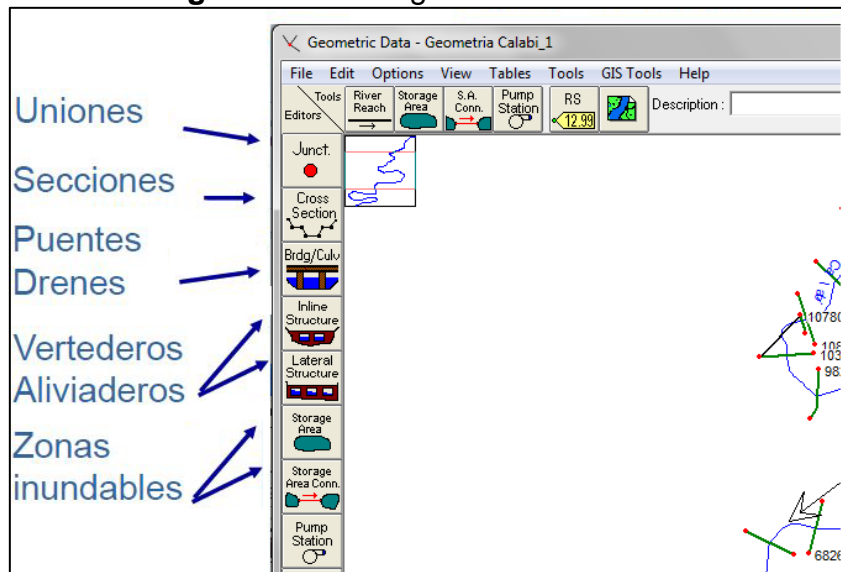 Geometric Data - Geometria Calabi_1
File Edit Options View Tables Tools GIS Tools Help
Tools
Editors
River
Reach
Storage
Area
S.A.
Conn.
Pump
Station
RS
12.99
Description :
Uniones
Secciones
Puentes
Drenes
Vertederos
Aliviaderos
Zonas
inundables
Junct.
Cross
Section
Brdg/Culv
Inline
Structure
Lateral
Structure
Storage
Area
Storage
Area Conn.
Pump
Station
10780
103
982
6826